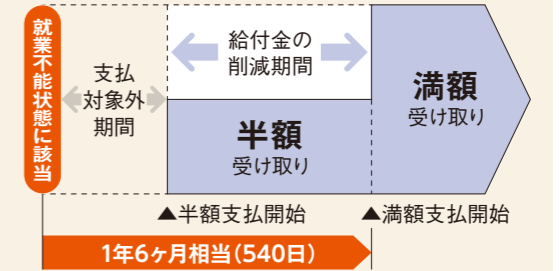 就業不能状態に該当
支払
対象外
期間
給付金の
削減期間
半額
受け取り
満額
受け取り
▲半額支払開始
▲満額支払開始
1年6ヶ月相当(540日)